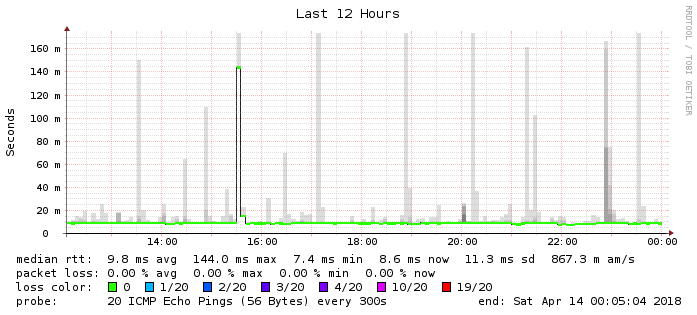 Last 12 Hours
RRDTOOL / TOBI OETIKER
Seconds
160 m
140 m
120 m
100 m
80 m
60 m
40 m
20 m
0
14:00 16:00 18:00 20:00 22:00 00:00
median rtt: 9.8 ms avg 144.0 ms max 7.4 ms min 8.6 ms now 11.3 ms sd 867.3 m am/s
packet loss: 0.00 % avg 0.00 % max 0.00 % min 0.00 % now
loss color: 0 1/20 2/20 3/20 4/20 10/20 19/20
probe: 20 ICMP Echo Pings (56 Bytes) every 300s end: Sat Apr 14 00:05:04 2018